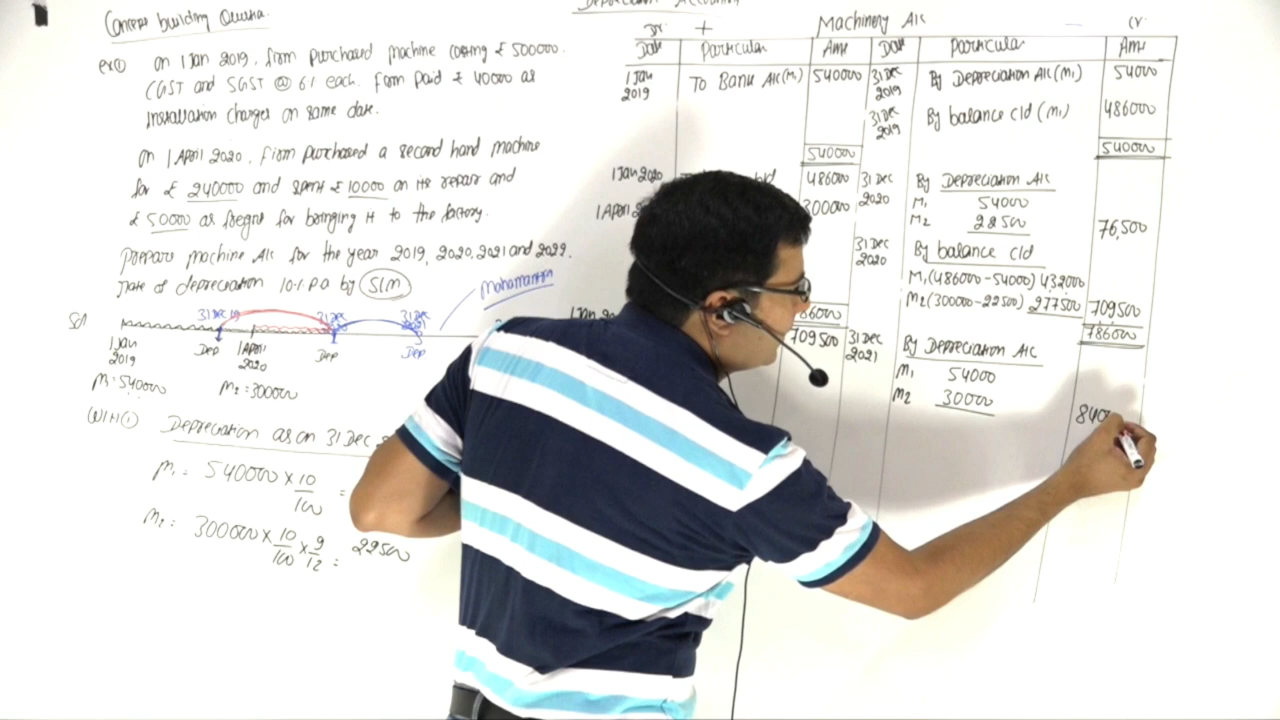 Concept building Question.
ex① on 1 Jan 2019, firm purchased machine costing ₹ 500000.
CGST and SGST @ 6% each. firm paid ₹ 40000 as
Installation charges on same date.
on 1 April 2020, firm purchased a second hand machine
for ₹ 240000 and spent ₹ 10000 on its repair and
₹ 50000 as freight for bringing it to the factory.
Prepare machine A/c for the year 2019, 2020, 2021 and 2022.
rate of depreciation 10% p.a by SLM
Mahamantra
Sol
31 Dec 31 Dec 31 Dec
1 Jan 2019 Dep 1 April 2020 Dep Dep
M₁ = 540000 M₂ = 300000
W.N ① Depreciation as on 31 Dec
M₁ = 540000 × 10/100 =
M₂ = 300000 × 10/100 × 9/12 = 22500
Depreciation Accounting
Dr. + Machinery A/c — Cr.
Date Particular Amt Date Particular Amt
1 Jan 2019 To Bank A/c (M₁) 540000 31 Dec 2019 By Depreciation A/c (M₁) 54000
31 Dec 2019 By balance c/d (M₁) 486000
540000 540000
1 Jan 2020 b/d 486000 31 Dec 2020 By Depreciation A/c
1 April 300000 M₁ 54000
M₂ 22500 76,500
31 Dec 2020 By balance c/d
M₁ (486000-54000) 432000
M₂ (300000-22500) 277500 709500
86000 786000
1 Jan 709500 31 Dec 2021 By Depreciation A/c
M₁ 54000
M₂ 30000
840